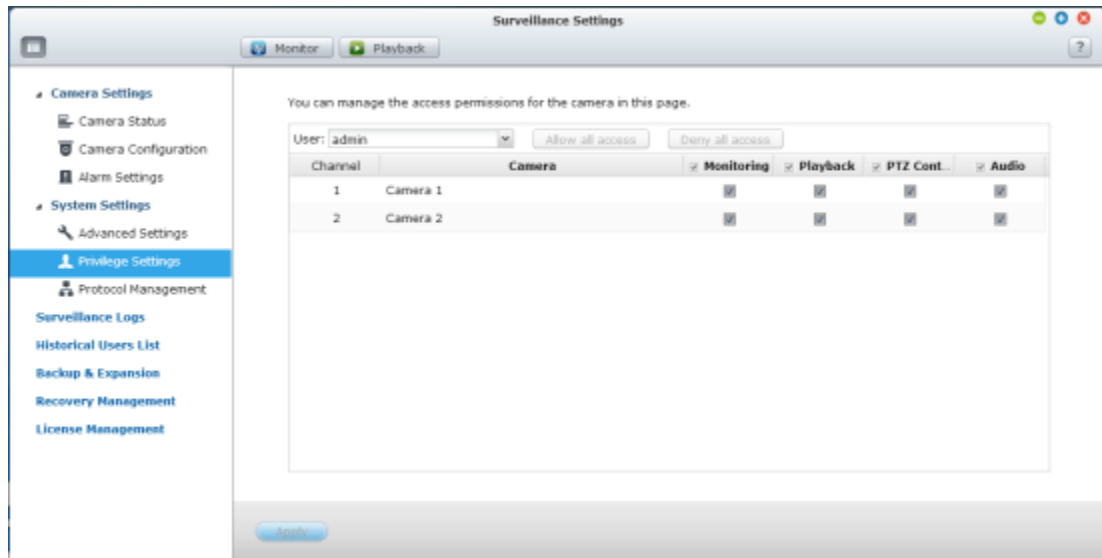 Surveillance Settings
Monitor Playback ?
Camera Settings
Camera Status
Camera Configuration
Alarm Settings
System Settings
Advanced Settings
Privilege Settings
Protocol Management
Surveillance Logs
Historical Users List
Backup & Expansion
Recovery Management
License Management
You can manage the access permissions for the camera in this page.
User: admin Allow all access Deny all access
Channel Camera Monitoring Playback PTZ Cont... Audio
1 Camera 1
2 Camera 2
Apply